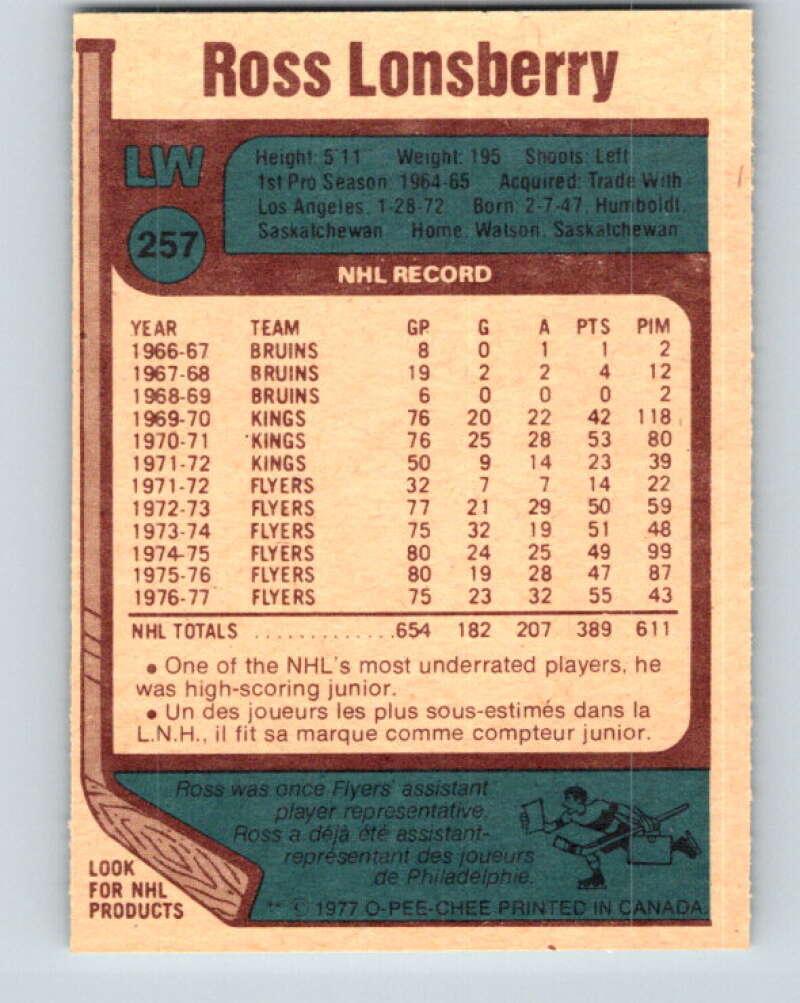 Ross Lonsberry
LW
Height: 5'11 Weight: 195 Shoots: Left
1st Pro Season: 1964-65 Acquired: Trade With
Los Angeles, 1-28-72 Born: 2-7-47, Humboldt,
Saskatchewan Home: Watson, Saskatchewan
257
NHL RECORD
YEAR TEAM GP G A PTS PIM
1966-67 BRUINS 8 0 1 1 2
1967-68 BRUINS 19 2 2 4 12
1968-69 BRUINS 6 0 0 0 2
1969-70 KINGS 76 20 22 42 118
1970-71 KINGS 76 25 28 53 80
1971-72 KINGS 50 9 14 23 39
1971-72 FLYERS 32 7 7 14 22
1972-73 FLYERS 77 21 29 50 59
1973-74 FLYERS 75 32 19 51 48
1974-75 FLYERS 80 24 25 49 99
1975-76 FLYERS 80 19 28 47 87
1976-77 FLYERS 75 23 32 55 43
NHL TOTALS .............654 182 207 389 611
• One of the NHL's most underrated players, he
was high-scoring junior.
• Un des joueurs les plus sous-estimés dans la
L.N.H., il fit sa marque comme compteur junior.
Ross was once Flyers' assistant
player representative.
Ross a déjà été assistant-
représentant des joueurs
de Philadelphie.
LOOK
FOR NHL
PRODUCTS
** © 1977 O-PEE-CHEE PRINTED IN CANADA